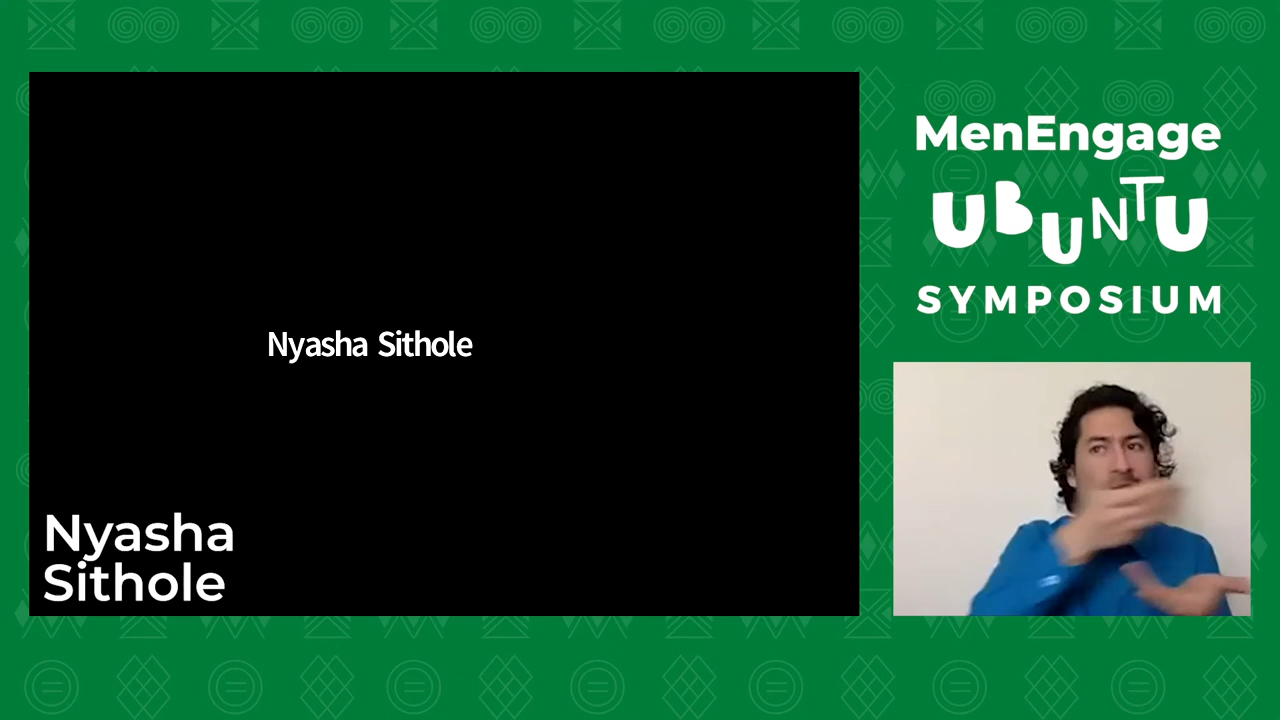 Nyasha Sithole
Nyasha
Sithole
MenEngage
UBUNTU
SYMPOSIUM